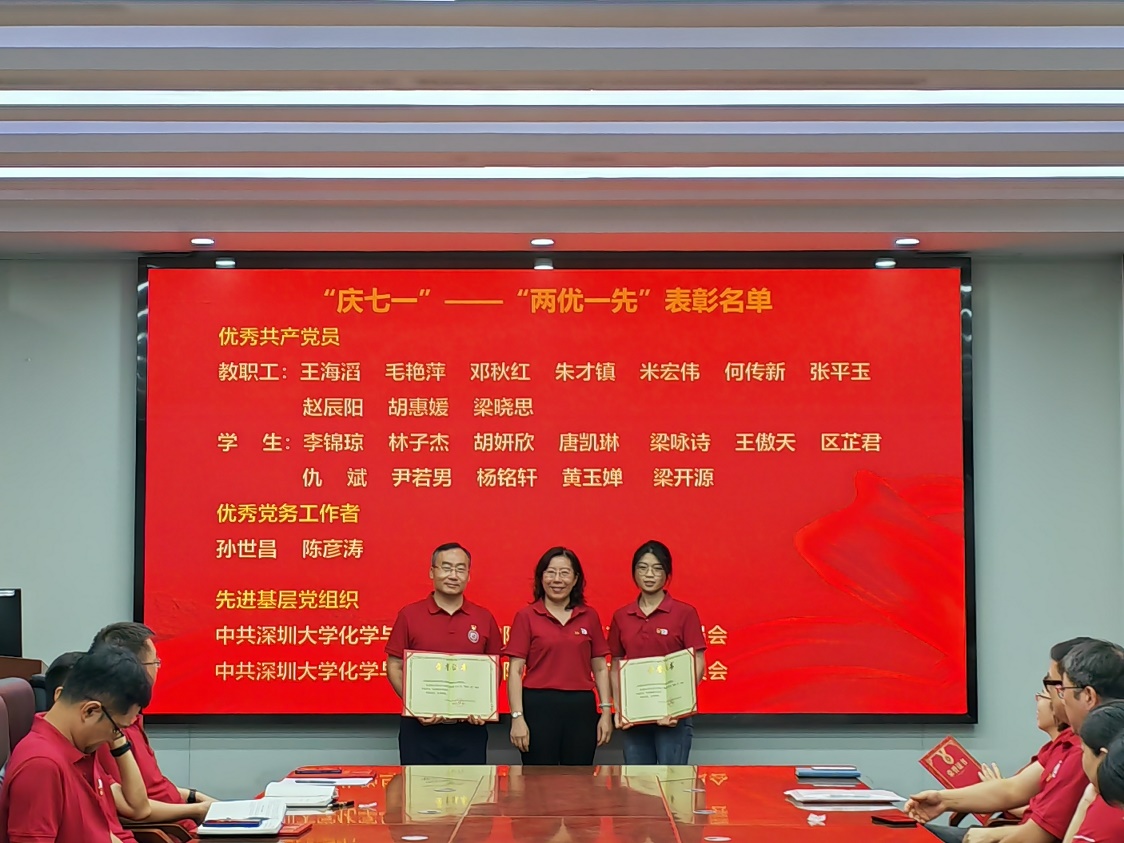 “庆七一”——“两优一先”表彰名单
优秀共产党员
教职工：王海滔 毛艳萍 邓秋红 朱才镇 米宏伟 何传新 张平玉
赵辰阳 胡惠媛 梁晓思
学 生：李锦琼 林子杰 胡妍欣 唐凯琳 梁咏诗 王傲天 区芷君
仇 斌 尹若男 杨铭轩 黄玉婵 梁开源
优秀党务工作者
孙世昌 陈彦涛
先进基层党组织
中共深圳大学化学与 会
中共深圳大学化学与 会
荣誉证书